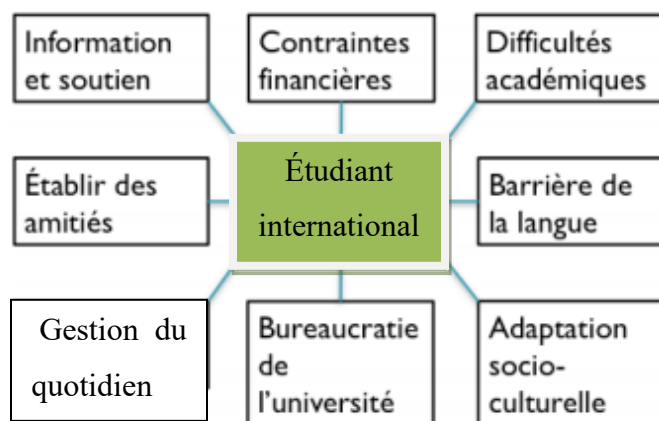 Information
et soutien
Contraintes
financières
Difficultés
académiques
Établir des
amitiés
Étudiant
international
Barrière de
la langue
Gestion du
quotidien
Bureaucratie
de
l'université
Adaptation
socio-
culturelle